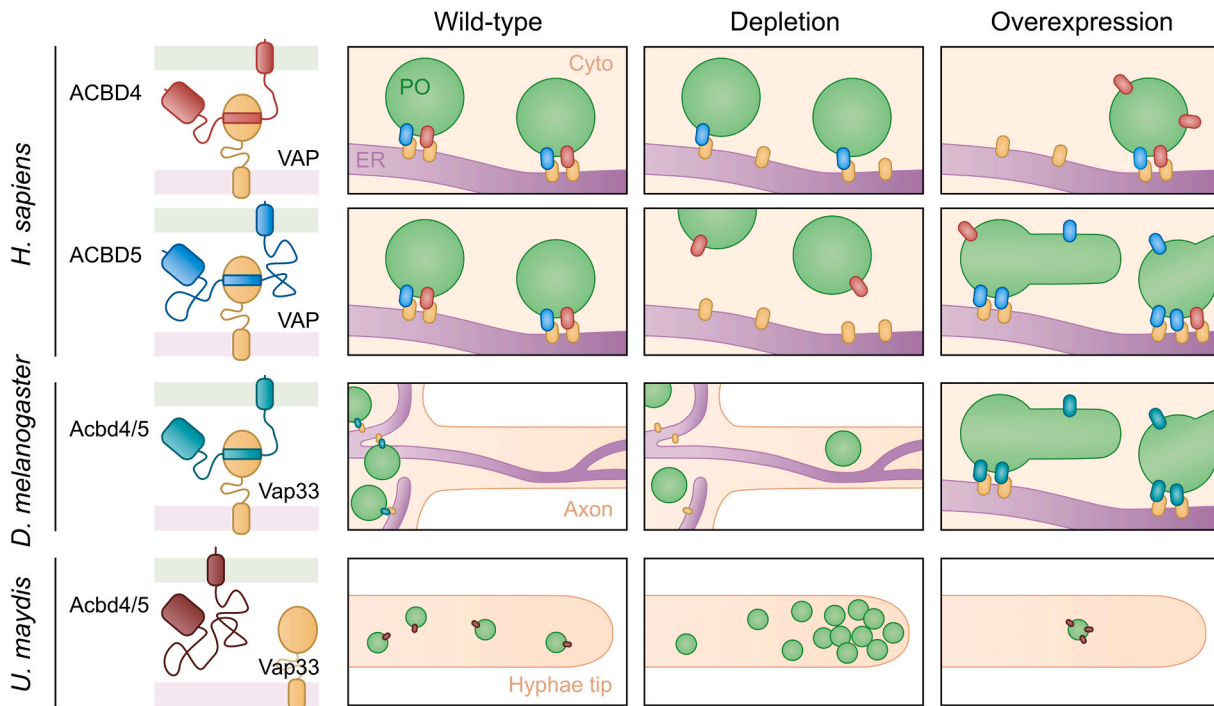 Wild-type
Depletion
Overexpression
H. sapiens
ACBD4
VAP
PO
ER
Cyto
ACBD5
VAP
D. melanogaster
Acbd4/5
Vap33
Axon
U. maydis
Acbd4/5
Vap33
Hyphae tip